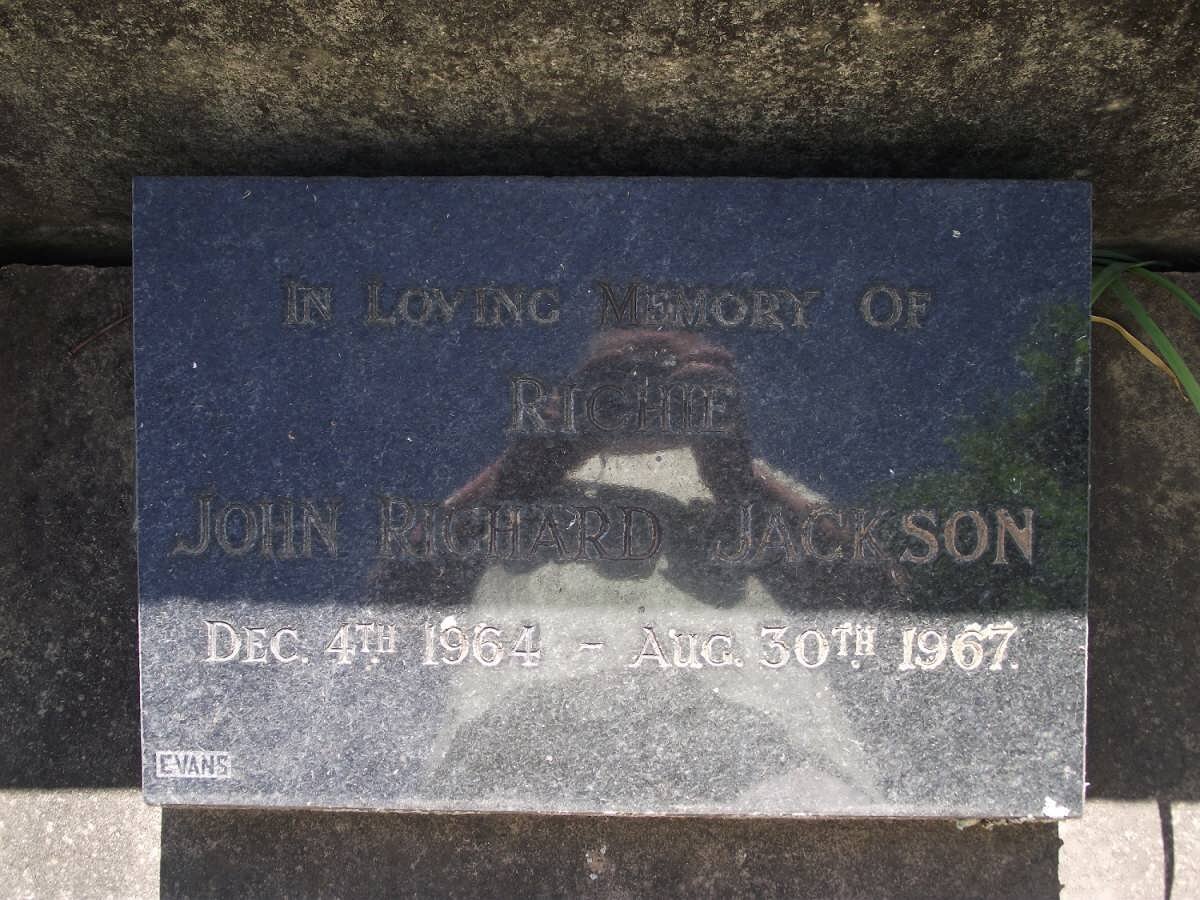 In Loving Memory Of
Richie
John Richard Jackson
Dec. 4th 1964 - Aug. 30th 1967.
EVANS